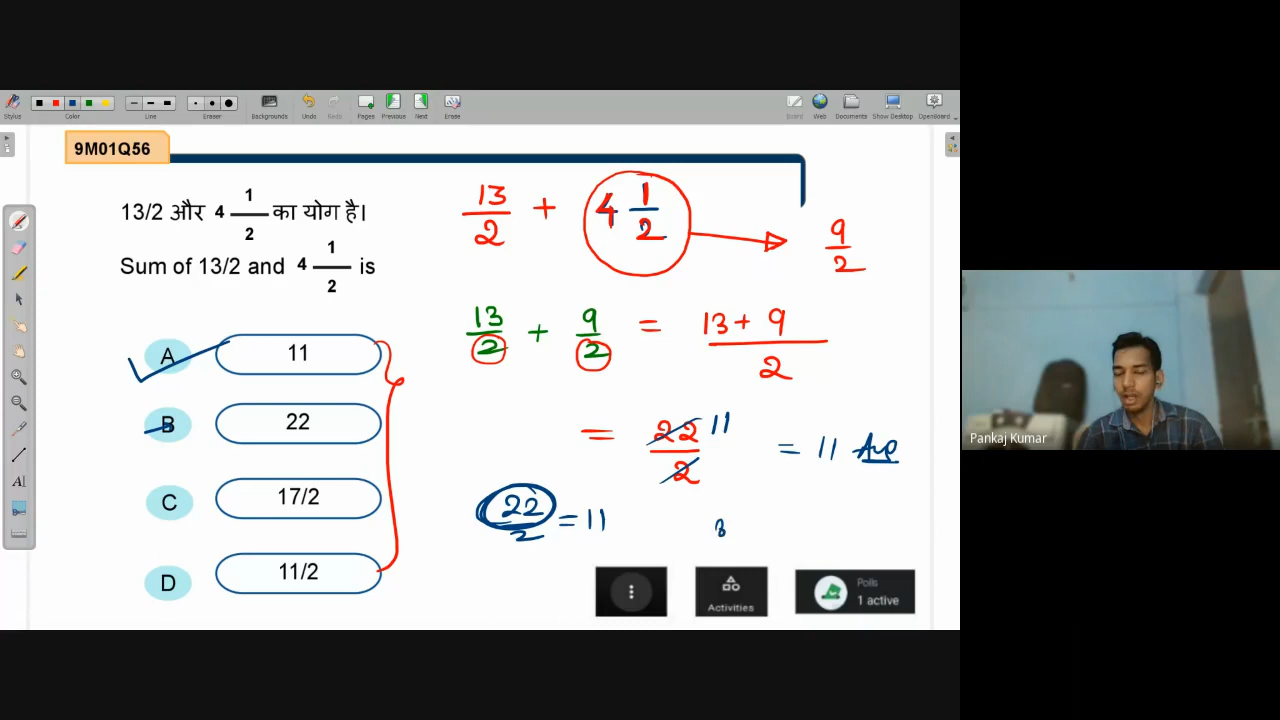 Stylus Color Line Eraser Backgrounds Undo Redo Pages Previous Next Erase Board Web Documents Show Desktop OpenBoard
9M01Q56
13/2 और 4 1/2 का योग है।
Sum of 13/2 and 4 1/2 is
A 11
B 22
C 17/2
D 11/2
13/2 + 4 1/2 → 9/2
13/2 + 9/2 = 13 + 9 / 2
= 22/2 11 = 11 Ans
22/2 = 11
Activities
Polls
1 active
Pankaj Kumar